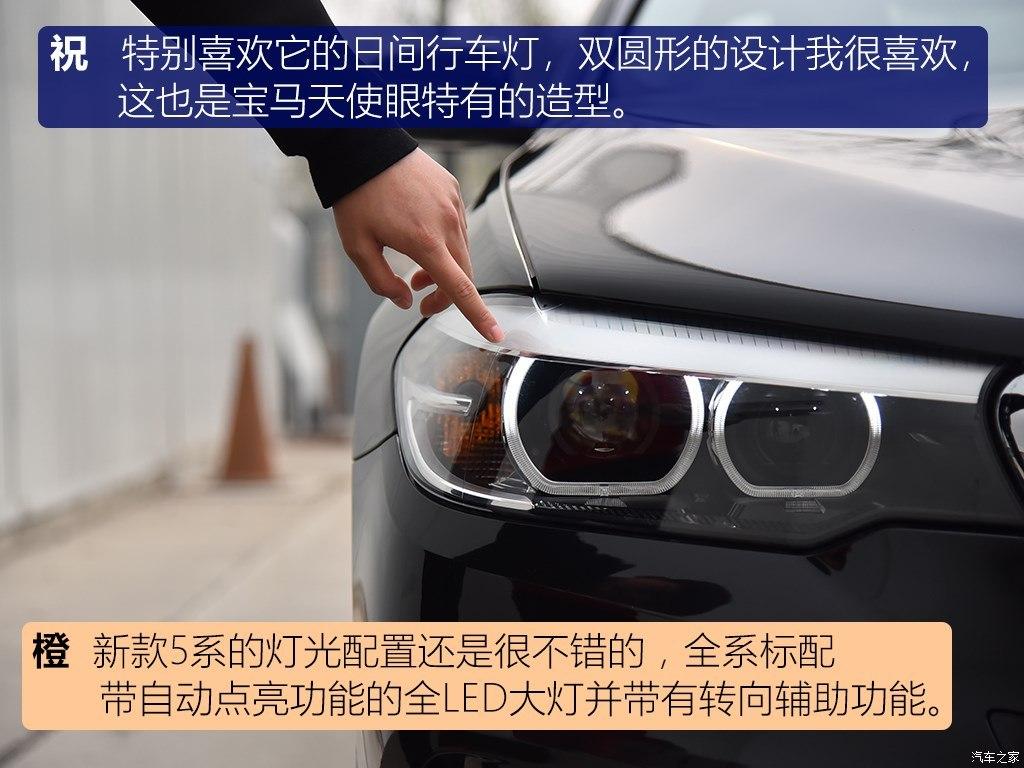 祝 特别喜欢它的日间行车灯，双圆形的设计我很喜欢，
这也是宝马天使眼特有的造型。
橙 新款5系的灯光配置还是很不错的，全系标配
带自动点亮功能的全LED大灯并带有转向辅助功能。
汽车之家